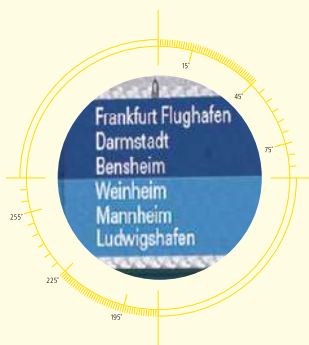 15°
45°
75°
Frankfurt Flughafen
Darmstadt
Bensheim
Weinheim
Mannheim
Ludwigshafen
255°
225°
195°